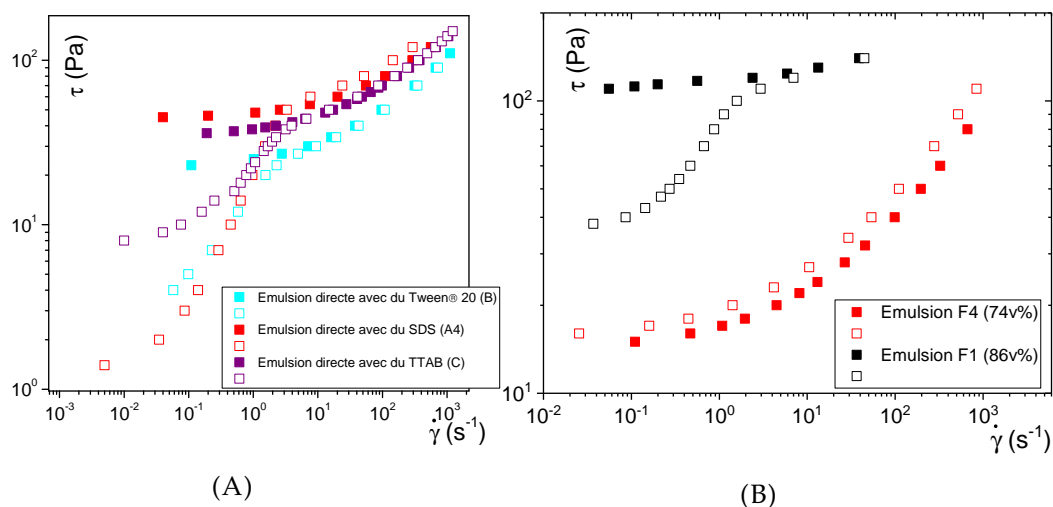 τ (Pa)
10²
10¹
10⁰
Emulsion directe avec du Tween® 20 (B)
Emulsion directe avec du SDS (A4)
Emulsion directe avec du TTAB (C)
10⁻³ 10⁻² 10⁻¹ 10⁰ 10¹ 10² 10³
γ̇ (s⁻¹)
(A)
B)
τ (Pa)
10²
10¹
Emulsion F4 (74v%)
Emulsion F1 (86v%)
10⁻² 10⁻¹ 10⁰ 10¹ 10² 10³
γ̇ (s⁻¹)
(B)